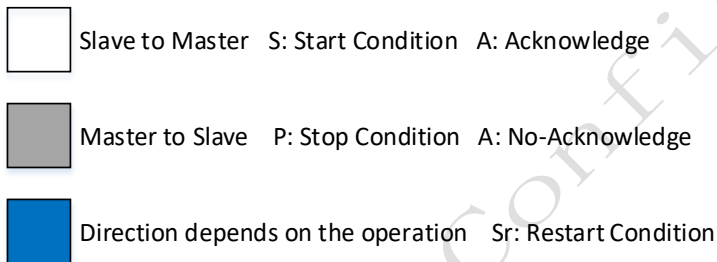 Slave to Master S: Start Condition A: Acknowledge
Master to Slave P: Stop Condition A: No-Acknowledge
Direction depends on the operation Sr: Restart Condition
Confi